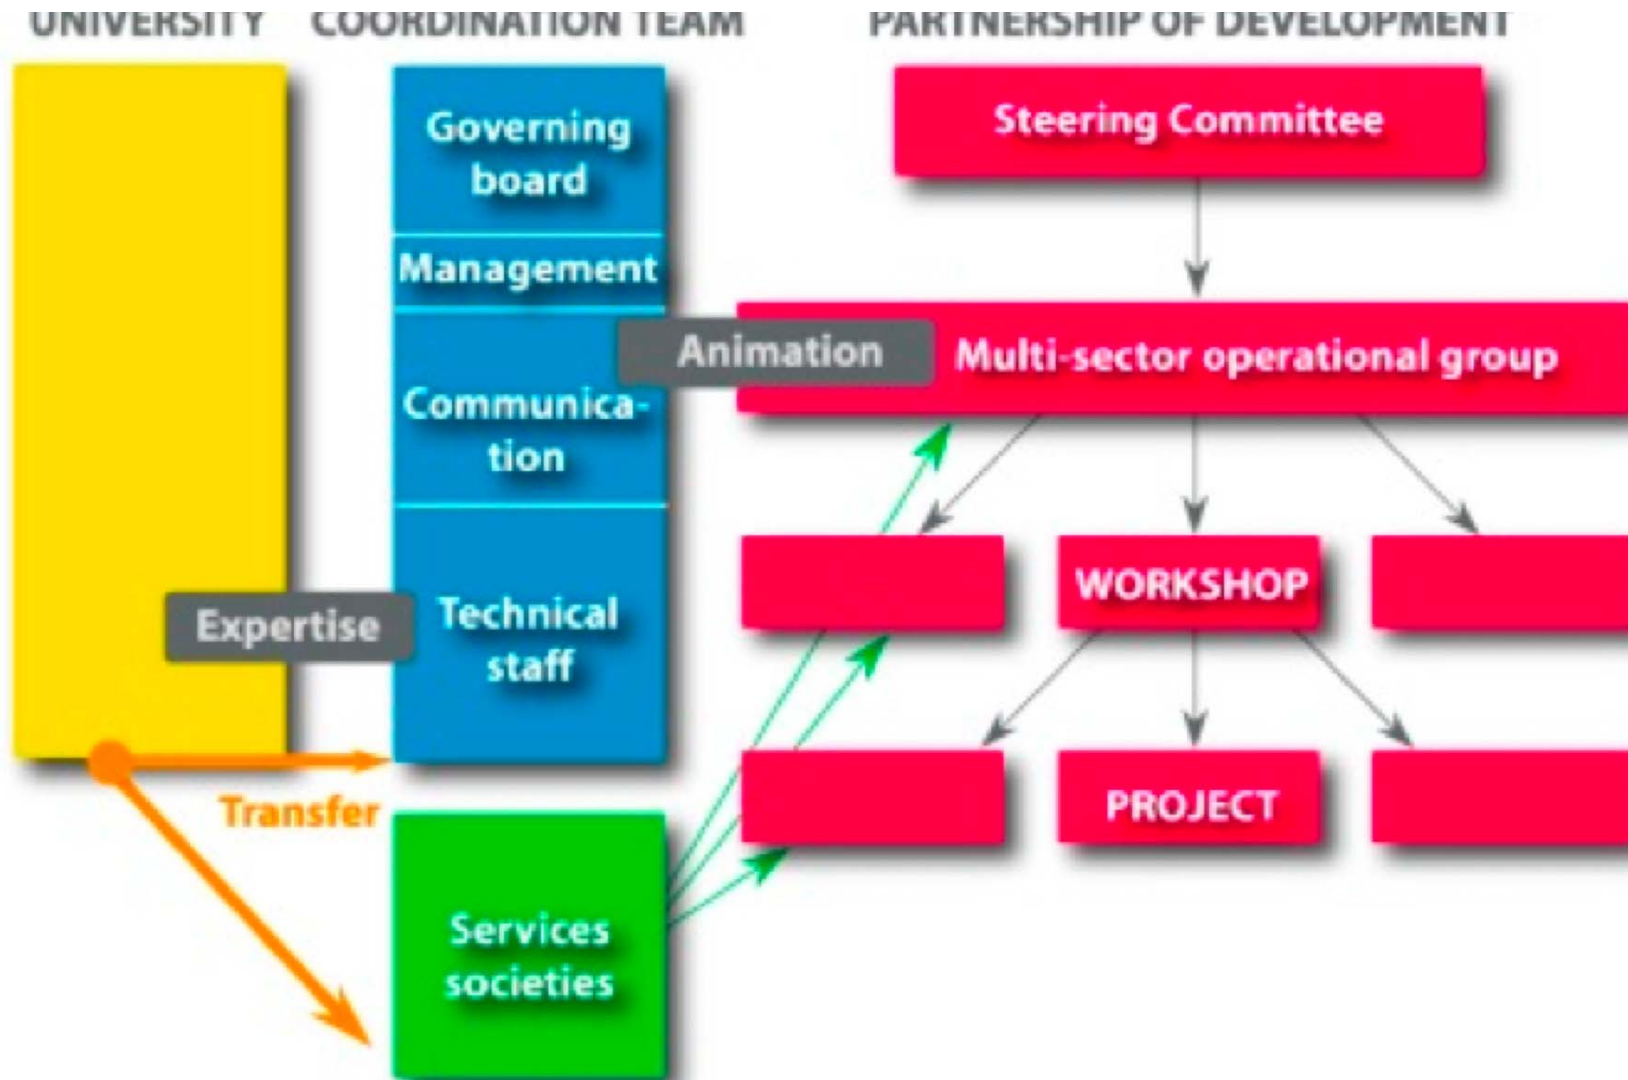 UNIVERSITY
COORDINATION TEAM
PARTNERSHIP OF DEVELOPMENT
Governing
board
Management
Communica-
tion
Technical
staff
Animation
Expertise
Transfer
Services
societies
Steering Committee
Multi-sector operational group
WORKSHOP
PROJECT